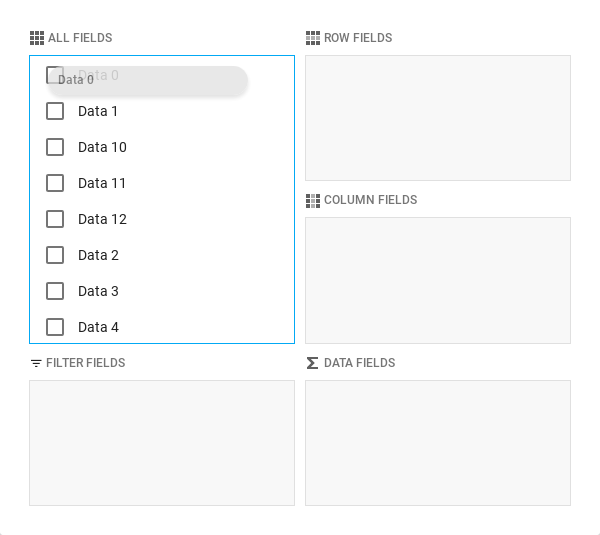 ALL FIELDS
Data 0
Data 0
Data 1
Data 10
Data 11
Data 12
Data 2
Data 3
Data 4
ROW FIELDS
COLUMN FIELDS
FILTER FIELDS
DATA FIELDS